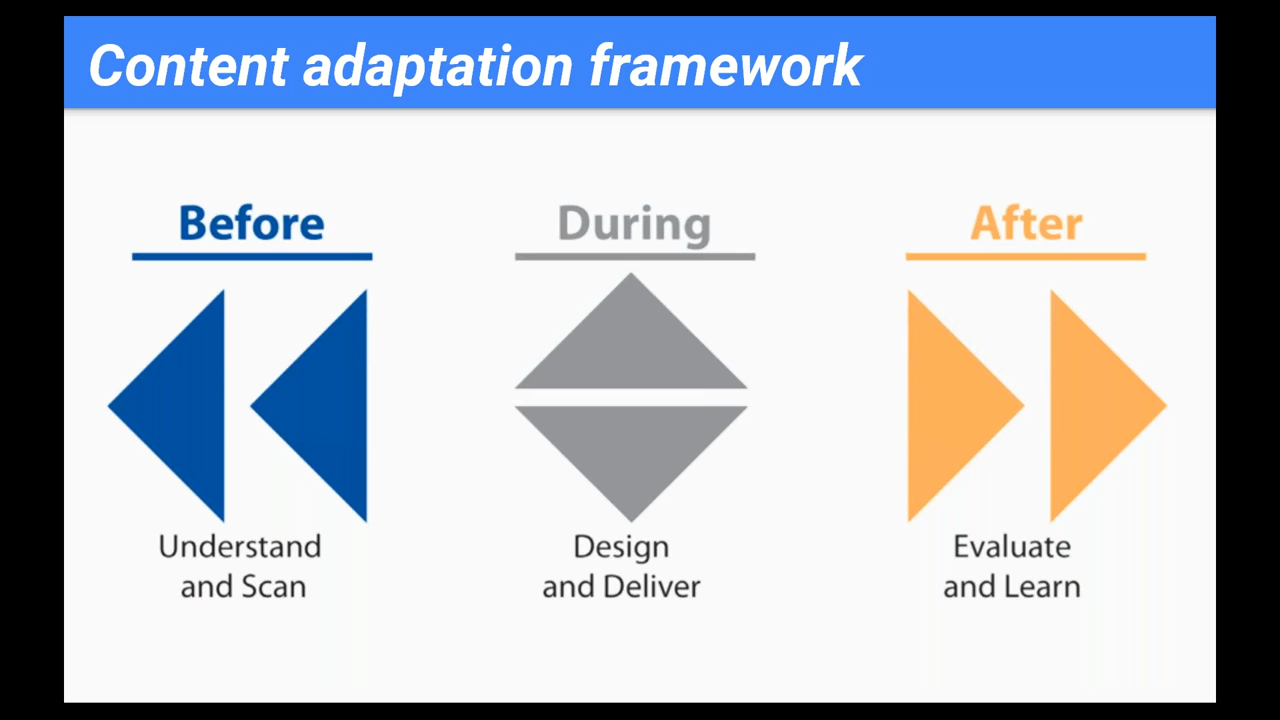 Content adaptation framework
Before
During
After
Understand
and Scan
Design
and Deliver
Evaluate
and Learn